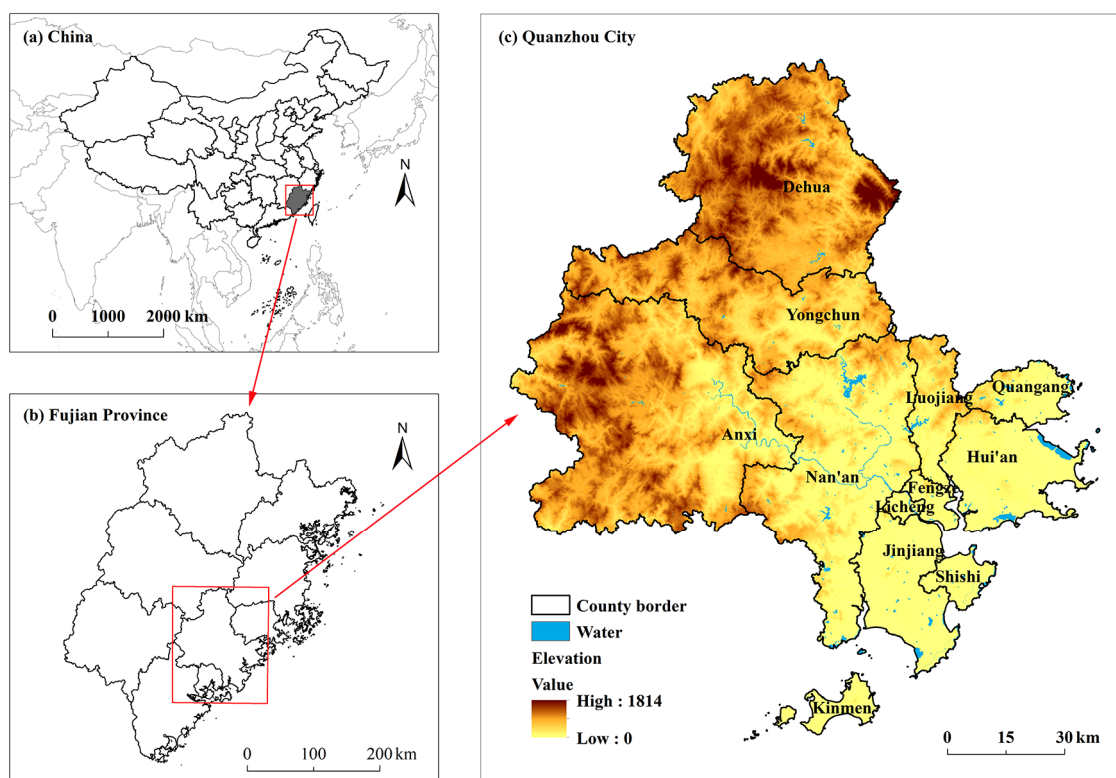 (a) China
N
0 1000 2000 km
(b) Fujian Province
N
0 100 200 km
(c) Quanzhou City
Dehua
Yongchun
Quangang
Luojiang
Anxi
Hui'an
Nan'an
Fengze
Licheng
Jinjiang
Shishi
Kinmen
County border
Water
Elevation
Value
High : 1814
Low : 0
N
0 15 30 km